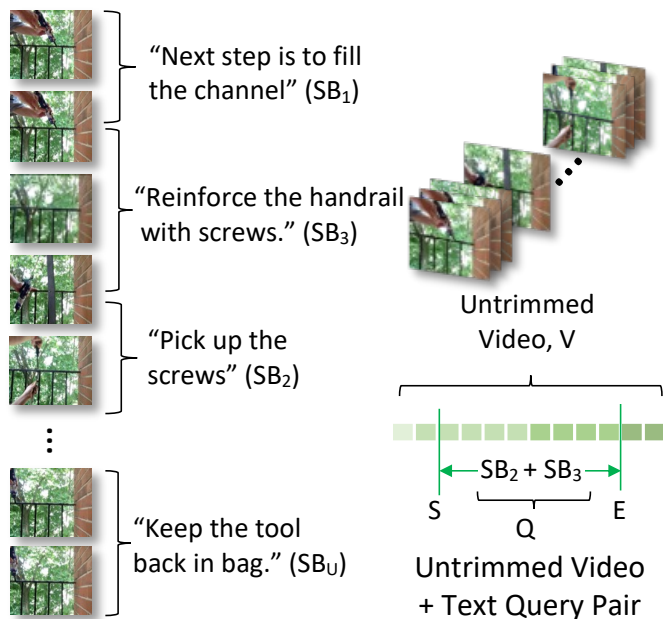 “Next step is to fill
the channel” (SB₁)
“Reinforce the handrail
with screws.” (SB₃)
“Pick up the
screws” (SB₂)
“Keep the tool
back in bag.” (SB_U)
Untrimmed
Video, V
SB₂ + SB₃
S
E
Q
Untrimmed Video
+ Text Query Pair